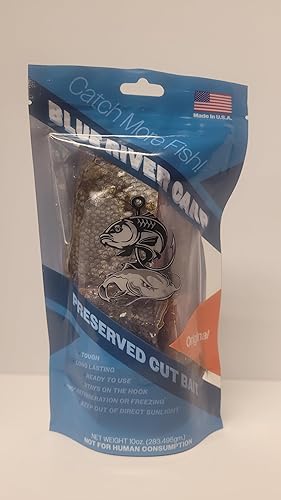 Catch More Fish!
Made in U.S.A.
BLUE RIVER CARP
Original
PRESERVED CUT BAIT
TOUGH
LONG LASTING
READY TO USE
STAYS ON THE HOOK
REFRIGERATION OR FREEZING
KEEP OUT OF DIRECT SUNLIGHT
NET WEIGHT 10oz. (283.495gm)
NOT FOR HUMAN CONSUMPTION